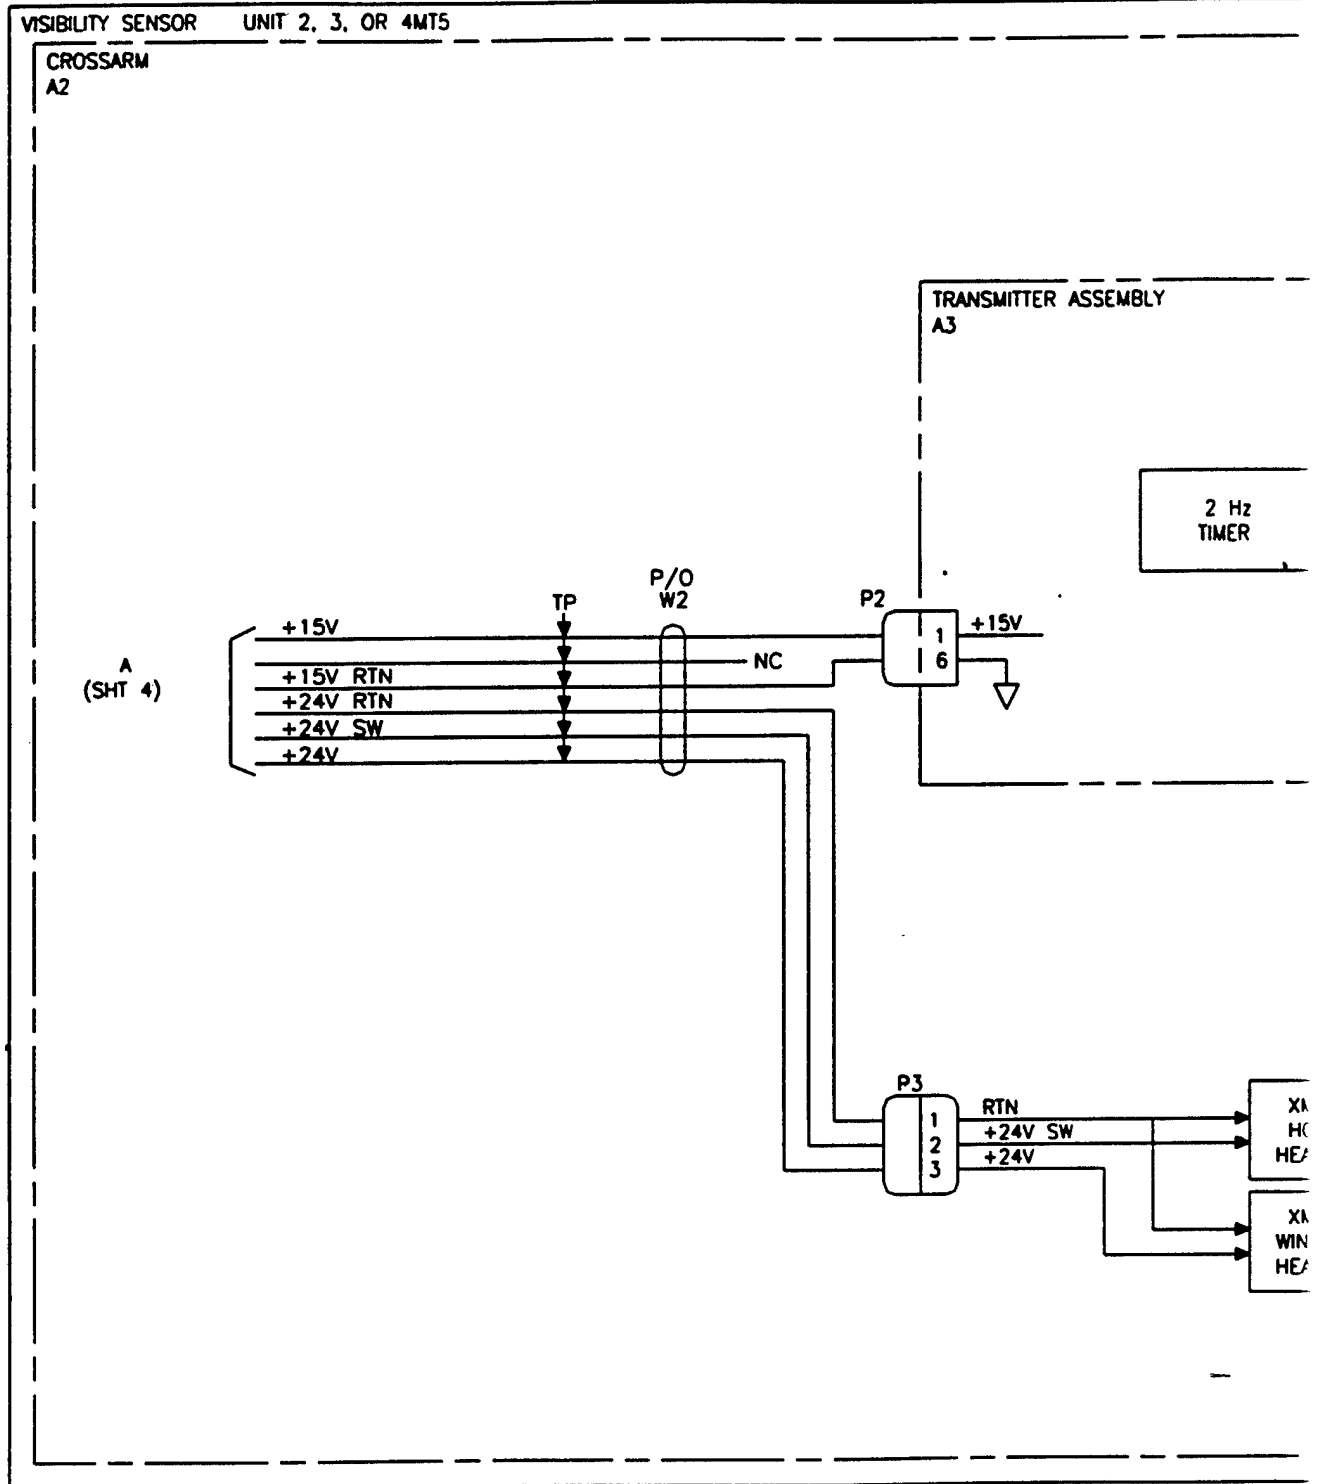 VISIBILITY SENSOR UNIT 2, 3, OR 4MT5
CROSSARM
A2
TRANSMITTER ASSEMBLY
A3
2 Hz
TIMER
P/O
W2
TP
P2
+15V
1
+15V
A
(SHT 4)
NC
6
+15V RTN
+24V RTN
+24V SW
+24V
P3
1
RTN
2
+24V SW
3
+24V